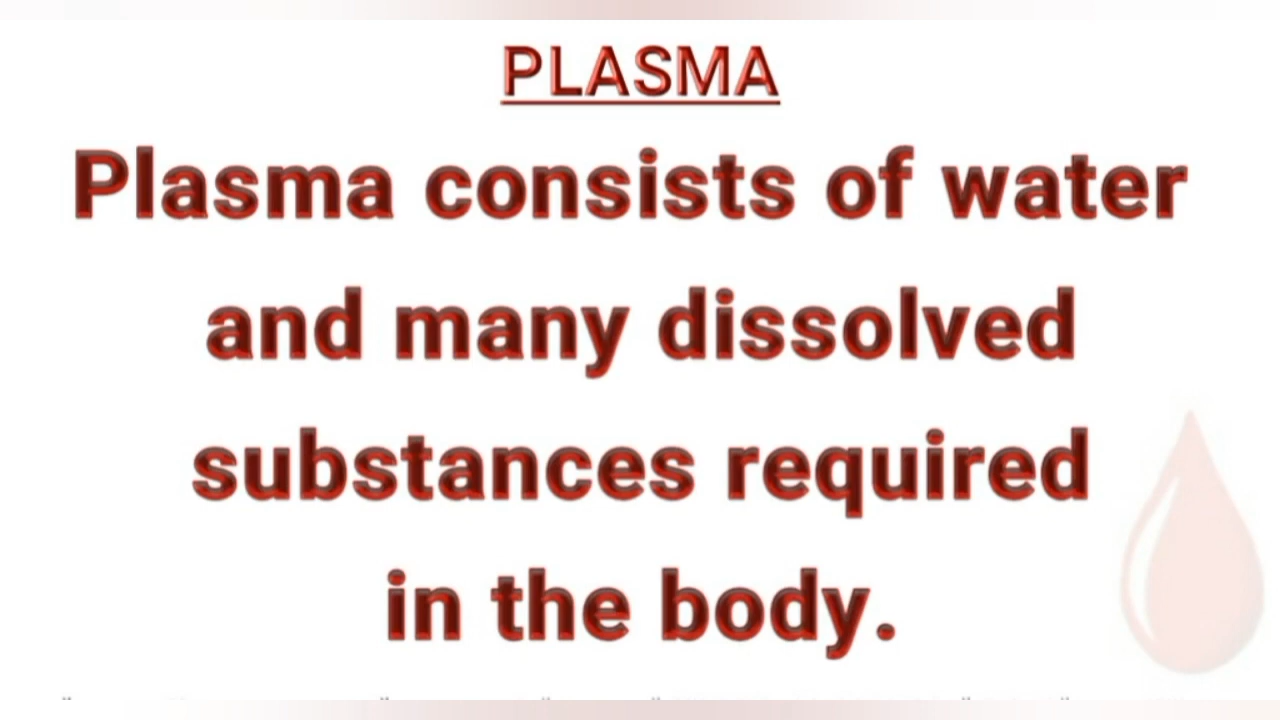 PLASMA
Plasma consists of water
and many dissolved
substances required
in the body.